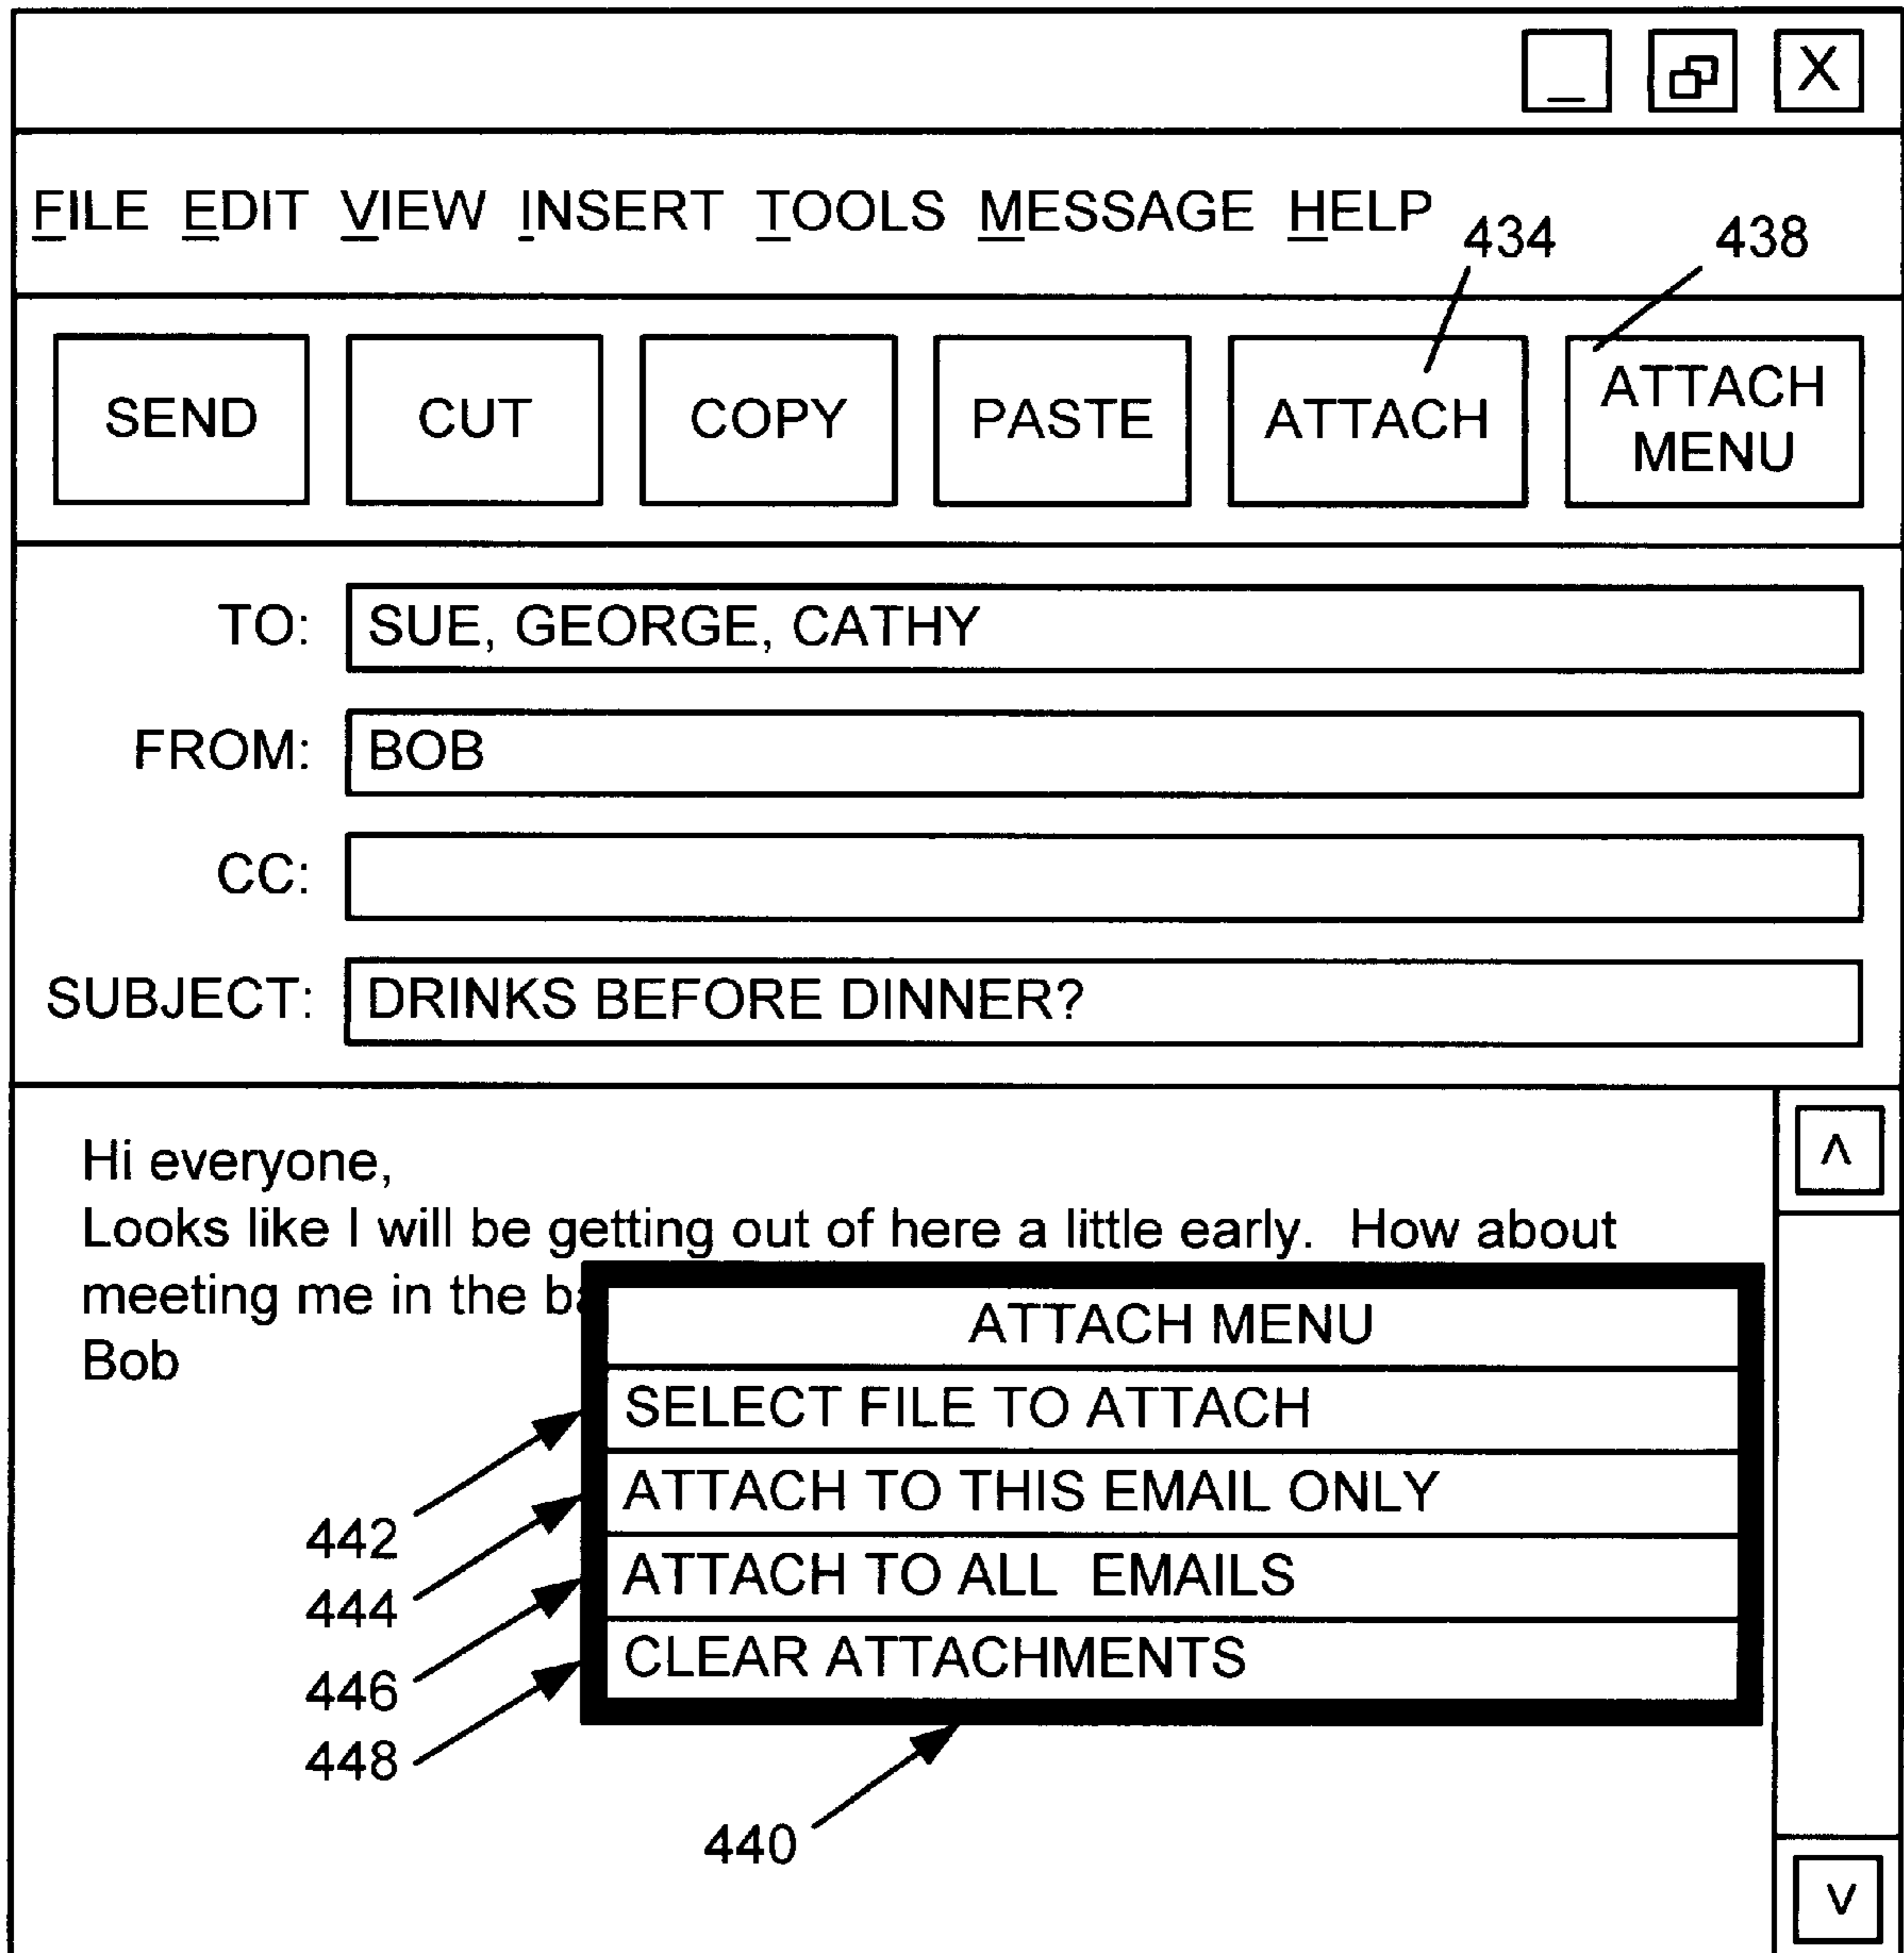 _ X
FILE EDIT VIEW INSERT TOOLS MESSAGE HELP
434 438
SEND CUT COPY PASTE ATTACH ATTACH MENU
TO: SUE, GEORGE, CATHY
FROM: BOB
CC:
SUBJECT: DRINKS BEFORE DINNER?
Hi everyone,
Looks like I will be getting out of here a little early. How about
meeting me in the
Bob
ATTACH MENU
SELECT FILE TO ATTACH
ATTACH TO THIS EMAIL ONLY
ATTACH TO ALL EMAILS
CLEAR ATTACHMENTS
442
444
446
448
440
^
v